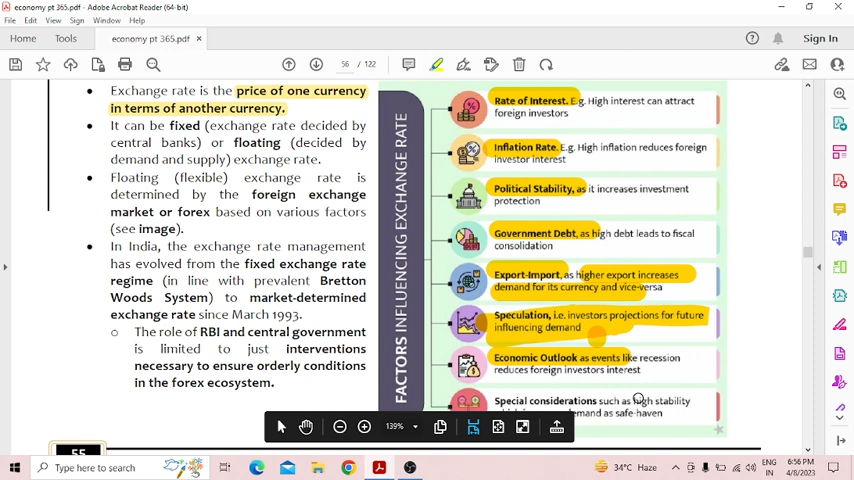 economy pt 365.pdf - Adobe Acrobat Reader (64-bit)
File Edit View Sign Window Help
Home Tools economy pt 365.pdf × Sign In
56 / 122
• Exchange rate is the price of one currency
in terms of another currency.
• It can be fixed (exchange rate decided by
central banks) or floating (decided by
demand and supply) exchange rate.
• Floating (flexible) exchange rate is
determined by the foreign exchange
market or forex based on various factors
(see image).
• In India, the exchange rate management
has evolved from the fixed exchange rate
regime (in line with prevalent Bretton
Woods System) to market-determined
exchange rate since March 1993.
o The role of RBI and central government
is limited to just interventions
necessary to ensure orderly conditions
in the forex ecosystem.
FACTORS INFLUENCING EXCHANGE RATE
Rate of Interest. E.g. High interest can attract
foreign investors
Inflation Rate. E.g. High inflation reduces foreign
investor interest
Political Stability, as it increases investment
protection
Government Debt, as high debt leads to fiscal
consolidation
Export-Import, as higher export increases
demand for its currency and vice-versa
Speculation, i.e. investors projections for future
influencing demand
Economic Outlook as events like recession
reduces foreign investors interest
Special considerations such as high stability
demand as safe-haven
139%
55
Type here to search
34°C Haze
ENG
IN
6:56 PM
4/8/2023